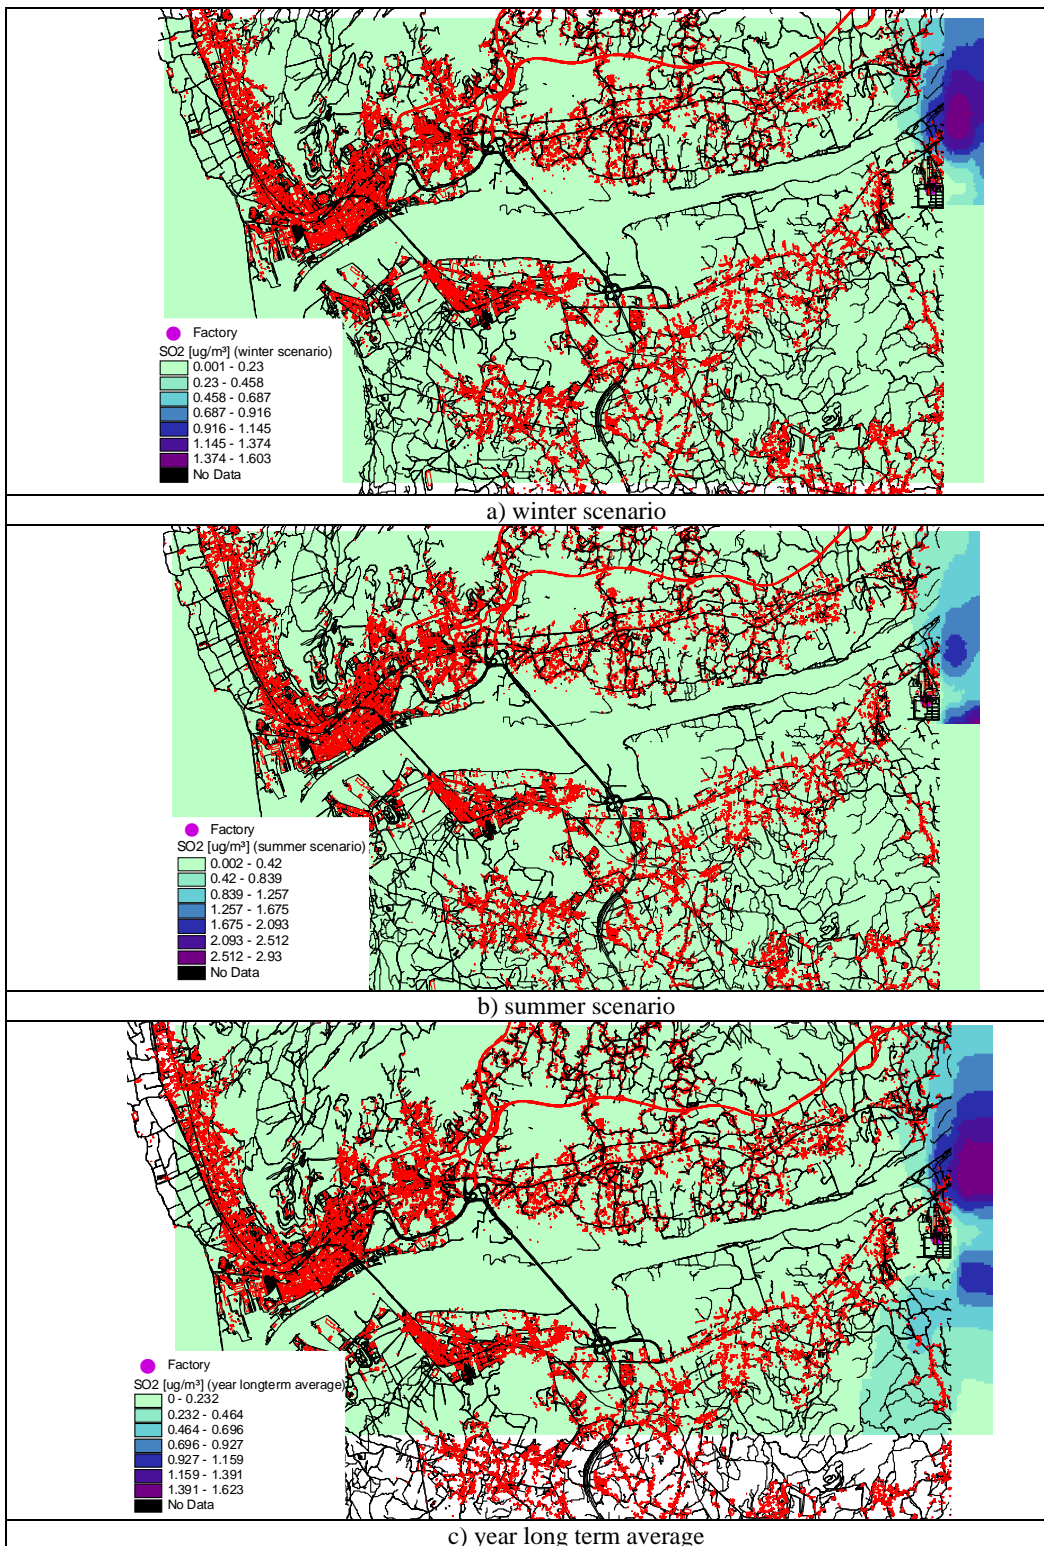 Factory
SO2 [ug/m³] (winter scenario)
0.001 - 0.23
0.23 - 0.458
0.458 - 0.687
0.687 - 0.916
0.916 - 1.145
1.145 - 1.374
1.374 - 1.603
No Data
a) winter scenario
Factory
SO2 [ug/m³] (summer scenario)
0.002 - 0.42
0.42 - 0.839
0.839 - 1.257
1.257 - 1.675
1.675 - 2.093
2.093 - 2.512
2.512 - 2.93
No Data
b) summer scenario
Factory
SO2 [ug/m³] (year longterm average)
0 - 0.232
0.232 - 0.464
0.464 - 0.696
0.696 - 0.927
0.927 - 1.159
1.159 - 1.391
1.391 - 1.623
No Data
c) year long term average